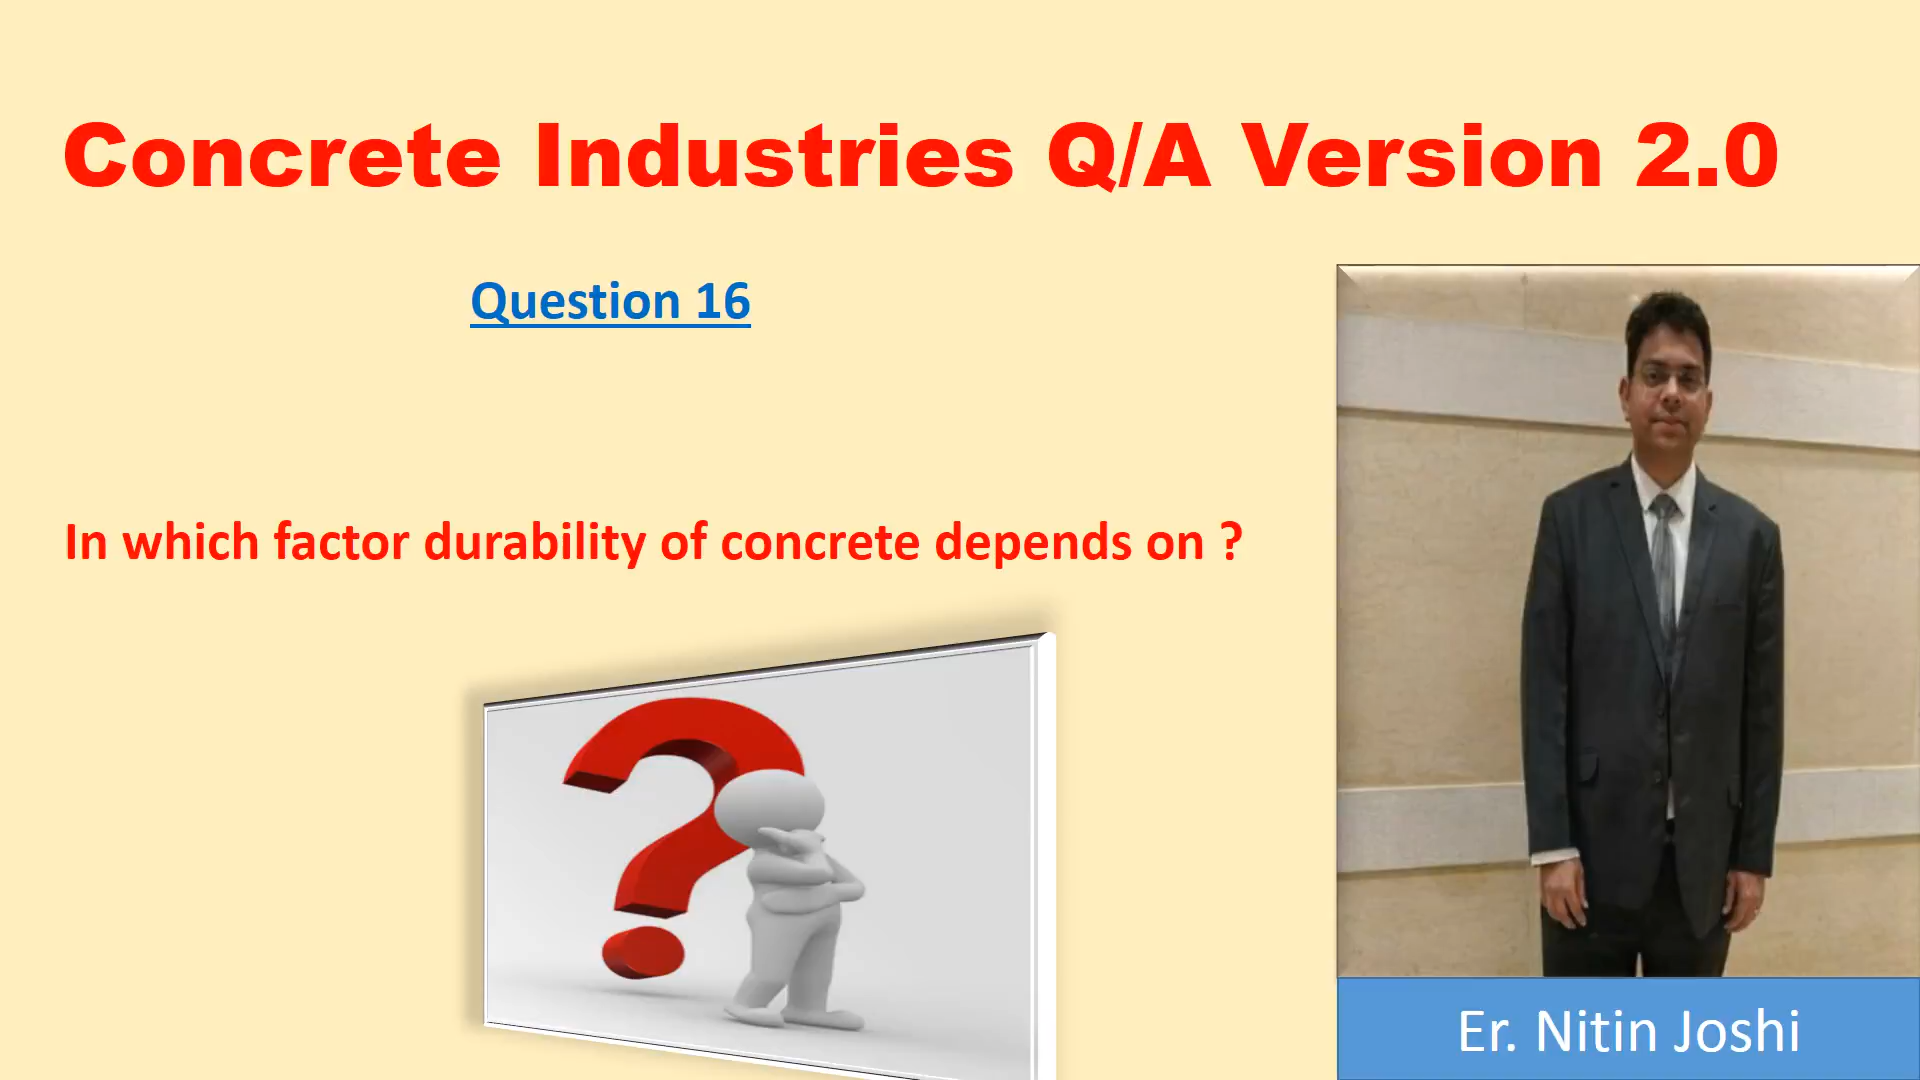 Concrete Industries Q/A Version 2.0
Question 16
In which factor durability of concrete depends on ?
Er. Nitin Joshi